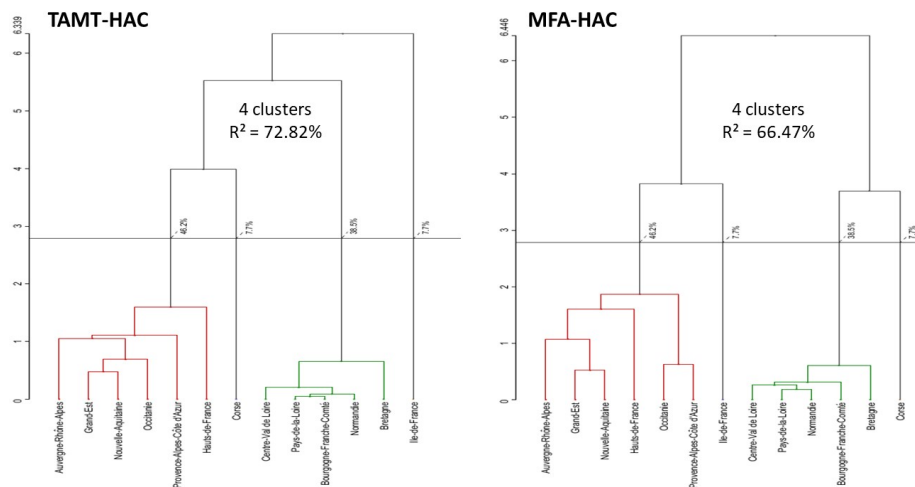 TAMT-HAC
6.339
6
5
4
3
2
1
0
4 clusters
R² = 72.82%
46.2%
7.7%
38.5%
7.7%
Auvergne-Rhône-Alpes
Grand-Est
Nouvelle-Aquitaine
Occitanie
Provence-Alpes-Côte d'Azur
Hauts-de-France
Corse
Centre-Val de Loire
Pays-de-la-Loire
Bourgogne-Franche-Comté
Normandie
Bretagne
Ile-de-France
MFA-HAC
6.446
6
5
4
3
2
1
0
4 clusters
R² = 66.47%
46.2%
7.7%
38.5%
7.7%
Auvergne-Rhône-Alpes
Grand-Est
Nouvelle-Aquitaine
Hauts-de-France
Occitanie
Provence-Alpes-Côte d'Azur
Ile-de-France
Centre-Val de Loire
Pays-de-la-Loire
Normandie
Bourgogne-Franche-Comté
Bretagne
Corse